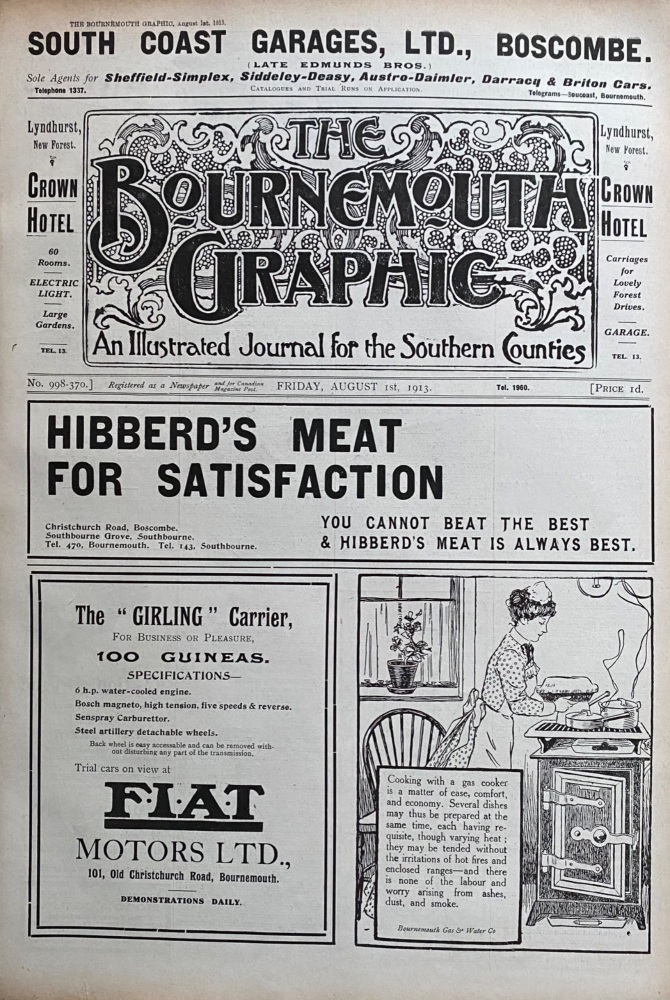 THE BOURNEMOUTH GRAPHIC, August 1st, 1913.
SOUTH COAST GARAGES, LTD., BOSCOMBE.
(LATE EDMUNDS BROS.)
Sole Agents for Sheffield-Simplex, Siddeley-Deasy, Austro-Daimler, Darracq & Briton Cars.
Telephone 1337.
CATALOGUES AND TRIAL RUNS ON APPLICATION.
Telegrams—Soucoast, Bournemouth.
Lyndhurst,
New Forest.
CROWN
HOTEL
60
Rooms.
ELECTRIC
LIGHT.
Large
Gardens.
TEL. 13.
THE
BOURNEMOUTH
GRAPHIC
An Illustrated Journal for the Southern Counties
Lyndhurst,
New Forest.
CROWN
HOTEL
Carriages
for
Lovely
Forest
Drives.
GARAGE.
TEL. 13.
No. 998-370.] Registered as a Newspaper and for Canadian Magazine Post. FRIDAY, AUGUST 1st, 1913. Tel. 1960. [PRICE 1d.
HIBBERD'S MEAT
FOR SATISFACTION
Christchurch Road, Boscombe.
Southbourne Grove, Southbourne.
Tel. 470, Bournemouth. Tel. 143, Southbourne.
YOU CANNOT BEAT THE BEST
& HIBBERD'S MEAT IS ALWAYS BEST.
The "GIRLING" Carrier,
FOR BUSINESS OR PLEASURE,
100 GUINEAS.
SPECIFICATIONS—
6 h.p. water-cooled engine.
Bosch magneto, high tension, five speeds & reverse.
Senspray Carburettor.
Steel artillery detachable wheels.
Back wheel is easy accessable and can be removed with-
out disturbing any part of the transmission.
Trial cars on view at
F·I·A·T
MOTORS LTD.,
101, Old Christchurch Road, Bournemouth.
DEMONSTRATIONS DAILY.
Cooking with a gas cooker
is a matter of ease, comfort,
and economy. Several dishes
may thus be prepared at the
same time, each having re-
quisite, though varying heat;
they may be tended without
the irritations of hot fires and
enclosed ranges—and there
is none of the labour and
worry arising from ashes,
dust, and smoke.
Bournemouth Gas & Water Co